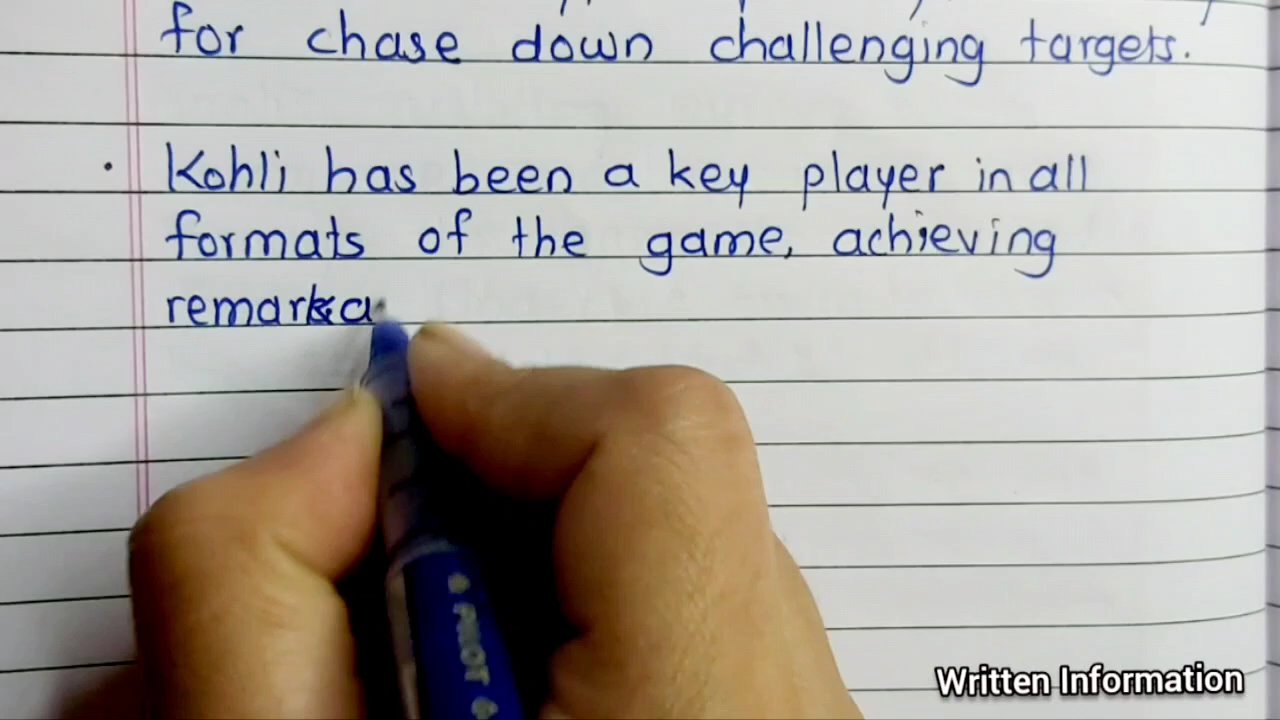 for chase down challenging targets.
• Kohli has been a key player in all
formats of the game, achieving
remarka
PILOT
Written Information